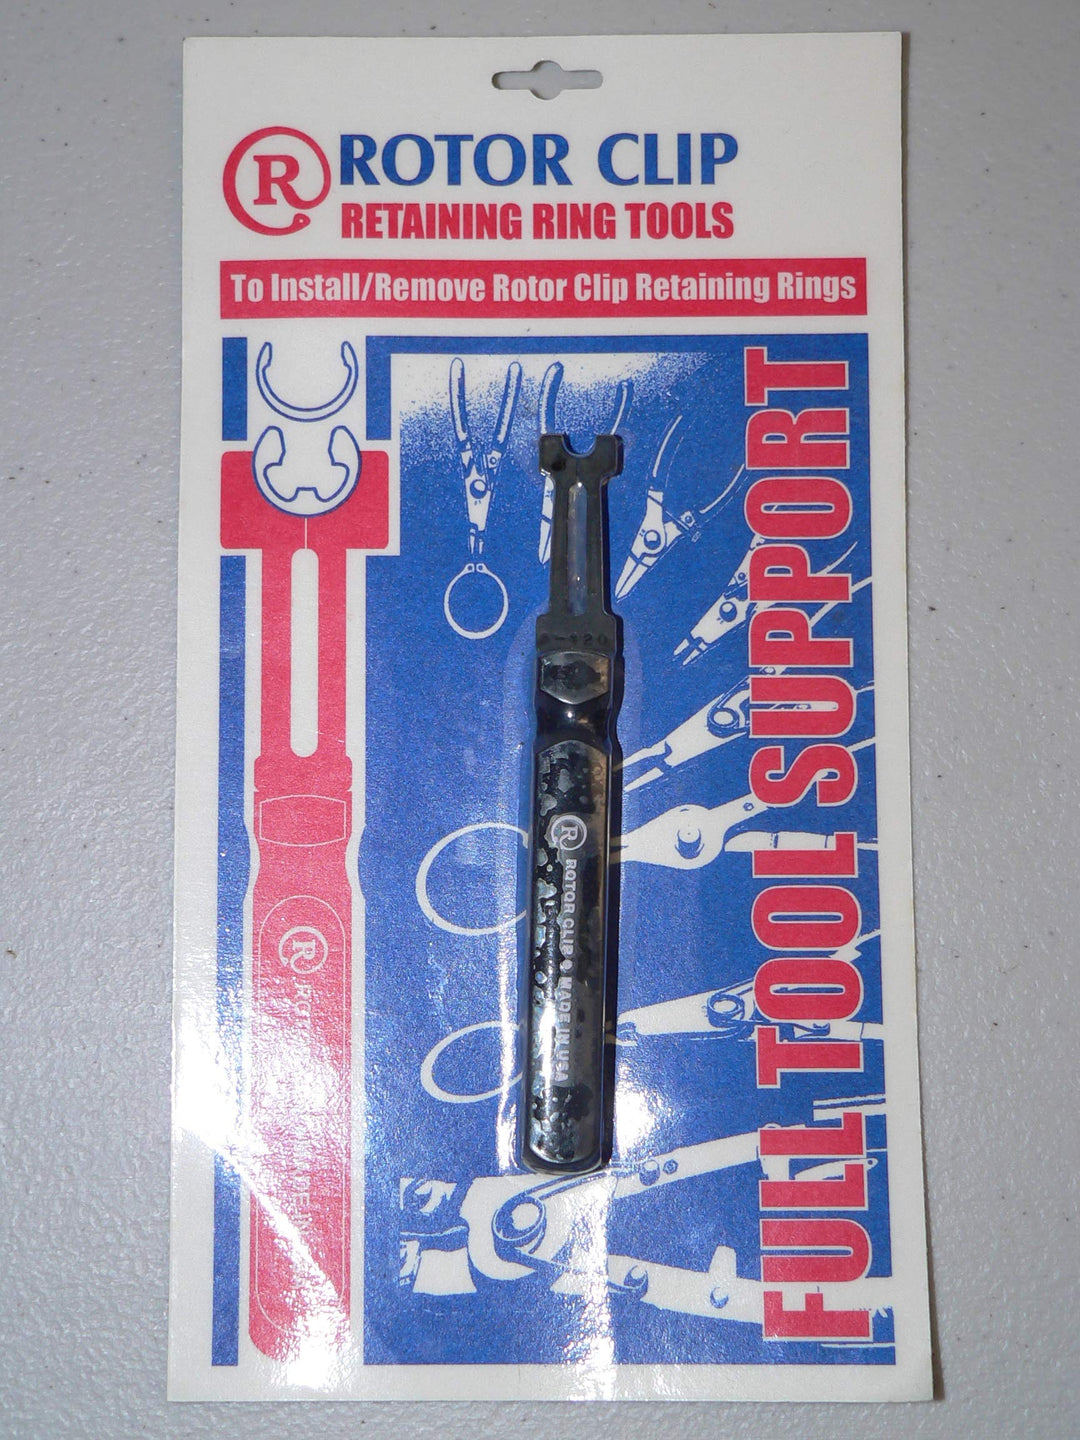 R ROTOR CLIP
RETAINING RING TOOLS
To Install/Remove Rotor Clip Retaining Rings
FULL TOOL SUPPORT
R ROTOR CLIP • MADE IN USA
R